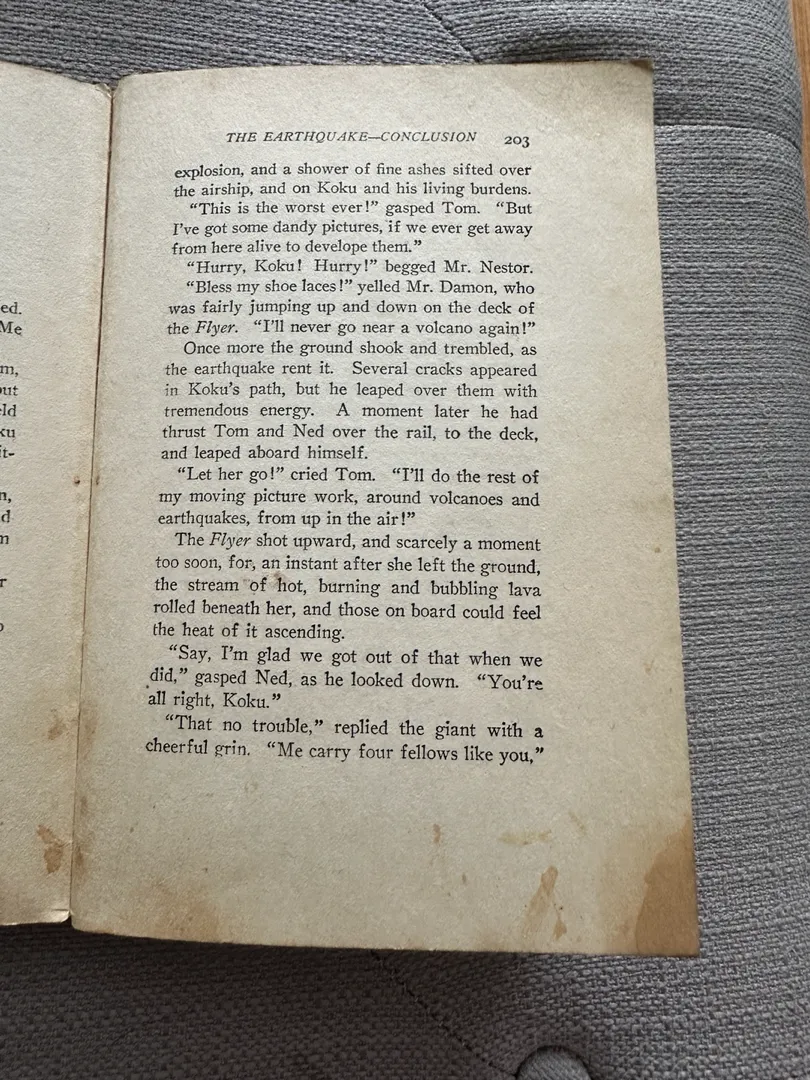 ed.
Me
m,
out
ld
ku
it-
n,
d
n
r
THE EARTHQUAKE—CONCLUSION 203
explosion, and a shower of fine ashes sifted over
the airship, and on Koku and his living burdens.
"This is the worst ever!" gasped Tom. "But
I've got some dandy pictures, if we ever get away
from here alive to develope them."
"Hurry, Koku! Hurry!" begged Mr. Nestor.
"Bless my shoe laces!" yelled Mr. Damon, who
was fairly jumping up and down on the deck of
the Flyer. "I'll never go near a volcano again!"
Once more the ground shook and trembled, as
the earthquake rent it. Several cracks appeared
in Koku's path, but he leaped over them with
tremendous energy. A moment later he had
thrust Tom and Ned over the rail, to the deck,
and leaped aboard himself.
"Let her go!" cried Tom. "I'll do the rest of
my moving picture work, around volcanoes and
earthquakes, from up in the air!"
The Flyer shot upward, and scarcely a moment
too soon, for, an instant after she left the ground,
the stream of hot, burning and bubbling lava
rolled beneath her, and those on board could feel
the heat of it ascending.
"Say, I'm glad we got out of that when we
did," gasped Ned, as he looked down. "You're
all right, Koku."
"That no trouble," replied the giant with a
cheerful grin. "Me carry four fellows like you,"